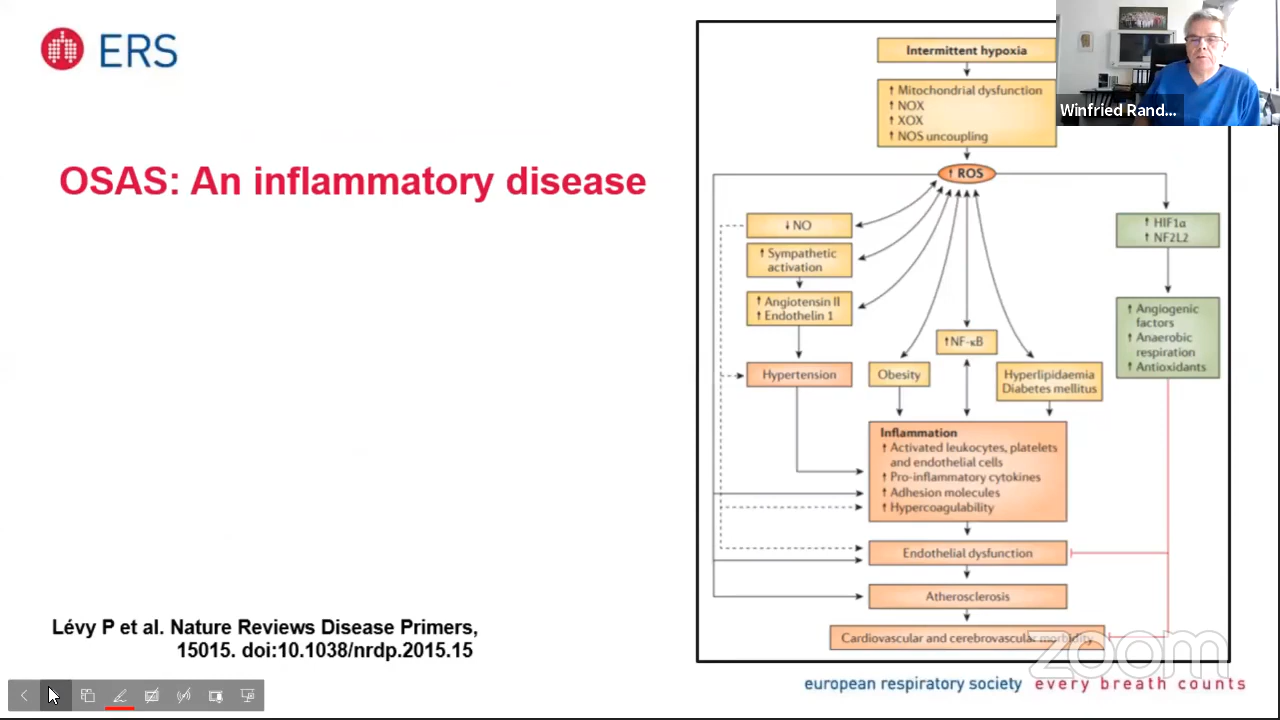 ERS
OSAS: An inflammatory disease
Lévy P et al. Nature Reviews Disease Primers,
15015. doi:10.1038/nrdp.2015.15
Intermittent hypoxia
↑ Mitochondrial dysfunction
↑ NOX
↑ XOX
↑ NOS uncoupling
↑ ROS
↓ NO
↑ Sympathetic
activation
↑ Angiotensin II
↑ Endothelin 1
Hypertension
Obesity
↑ NF-κB
Hyperlipidaemia
Diabetes mellitus
↑ HIF1α
↑ NF2L2
↑ Angiogenic
factors
↑ Anaerobic
respiration
↑ Antioxidants
Inflammation
↑ Activated leukocytes, platelets
and endothelial cells
↑ Pro-inflammatory cytokines
↑ Adhesion molecules
↑ Hypercoagulability
Endothelial dysfunction
Atherosclerosis
Cardiovascular and cerebrovascular morbidity
Winfried Rand...
zoom
european respiratory society every breath counts